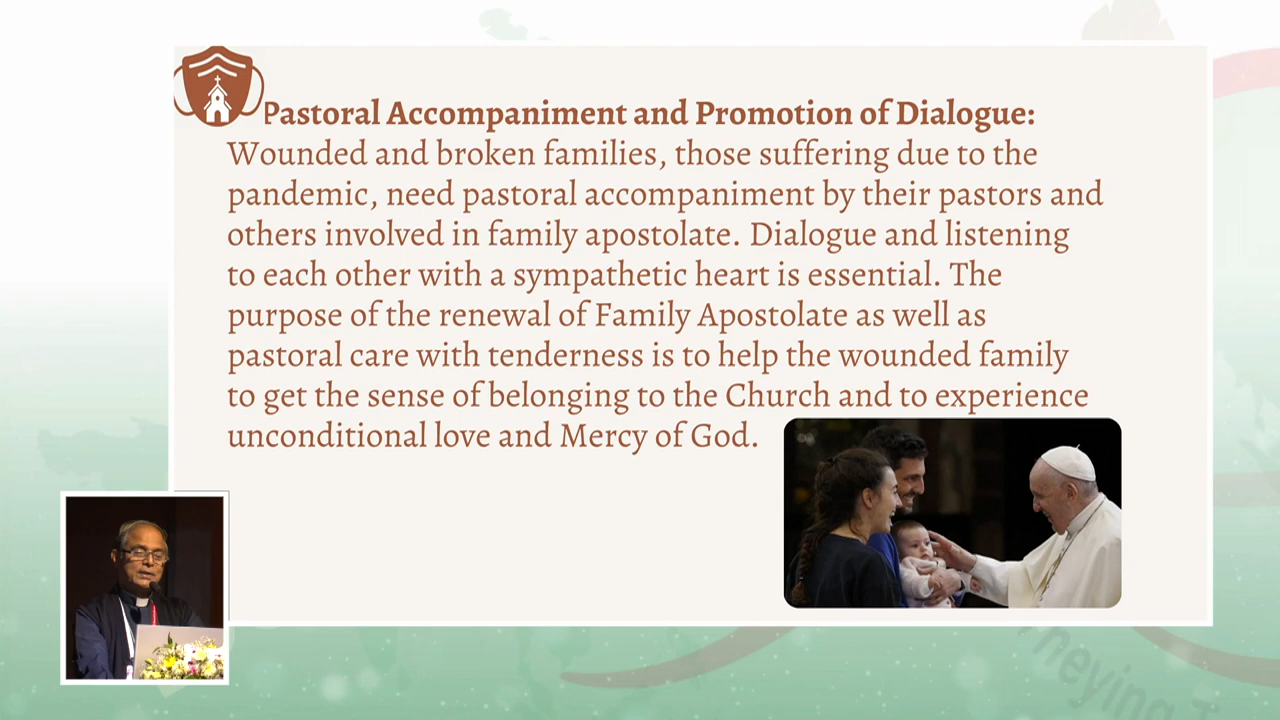 Pastoral Accompaniment and Promotion of Dialogue:
Wounded and broken families, those suffering due to the
pandemic, need pastoral accompaniment by their pastors and
others involved in family apostolate. Dialogue and listening
to each other with a sympathetic heart is essential. The
purpose of the renewal of Family Apostolate as well as
pastoral care with tenderness is to help the wounded family
to get the sense of belonging to the Church and to experience
unconditional love and Mercy of God.
neying